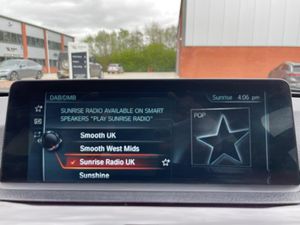 DAB/DMB
Sunrise 4:06 pm
SUNRISE RADIO AVAILABLE ON SMART
SPEAKERS "PLAY SUNRISE RADIO"
POP
Smooth UK
Smooth West Mids
Sunrise Radio UK
Sunshine